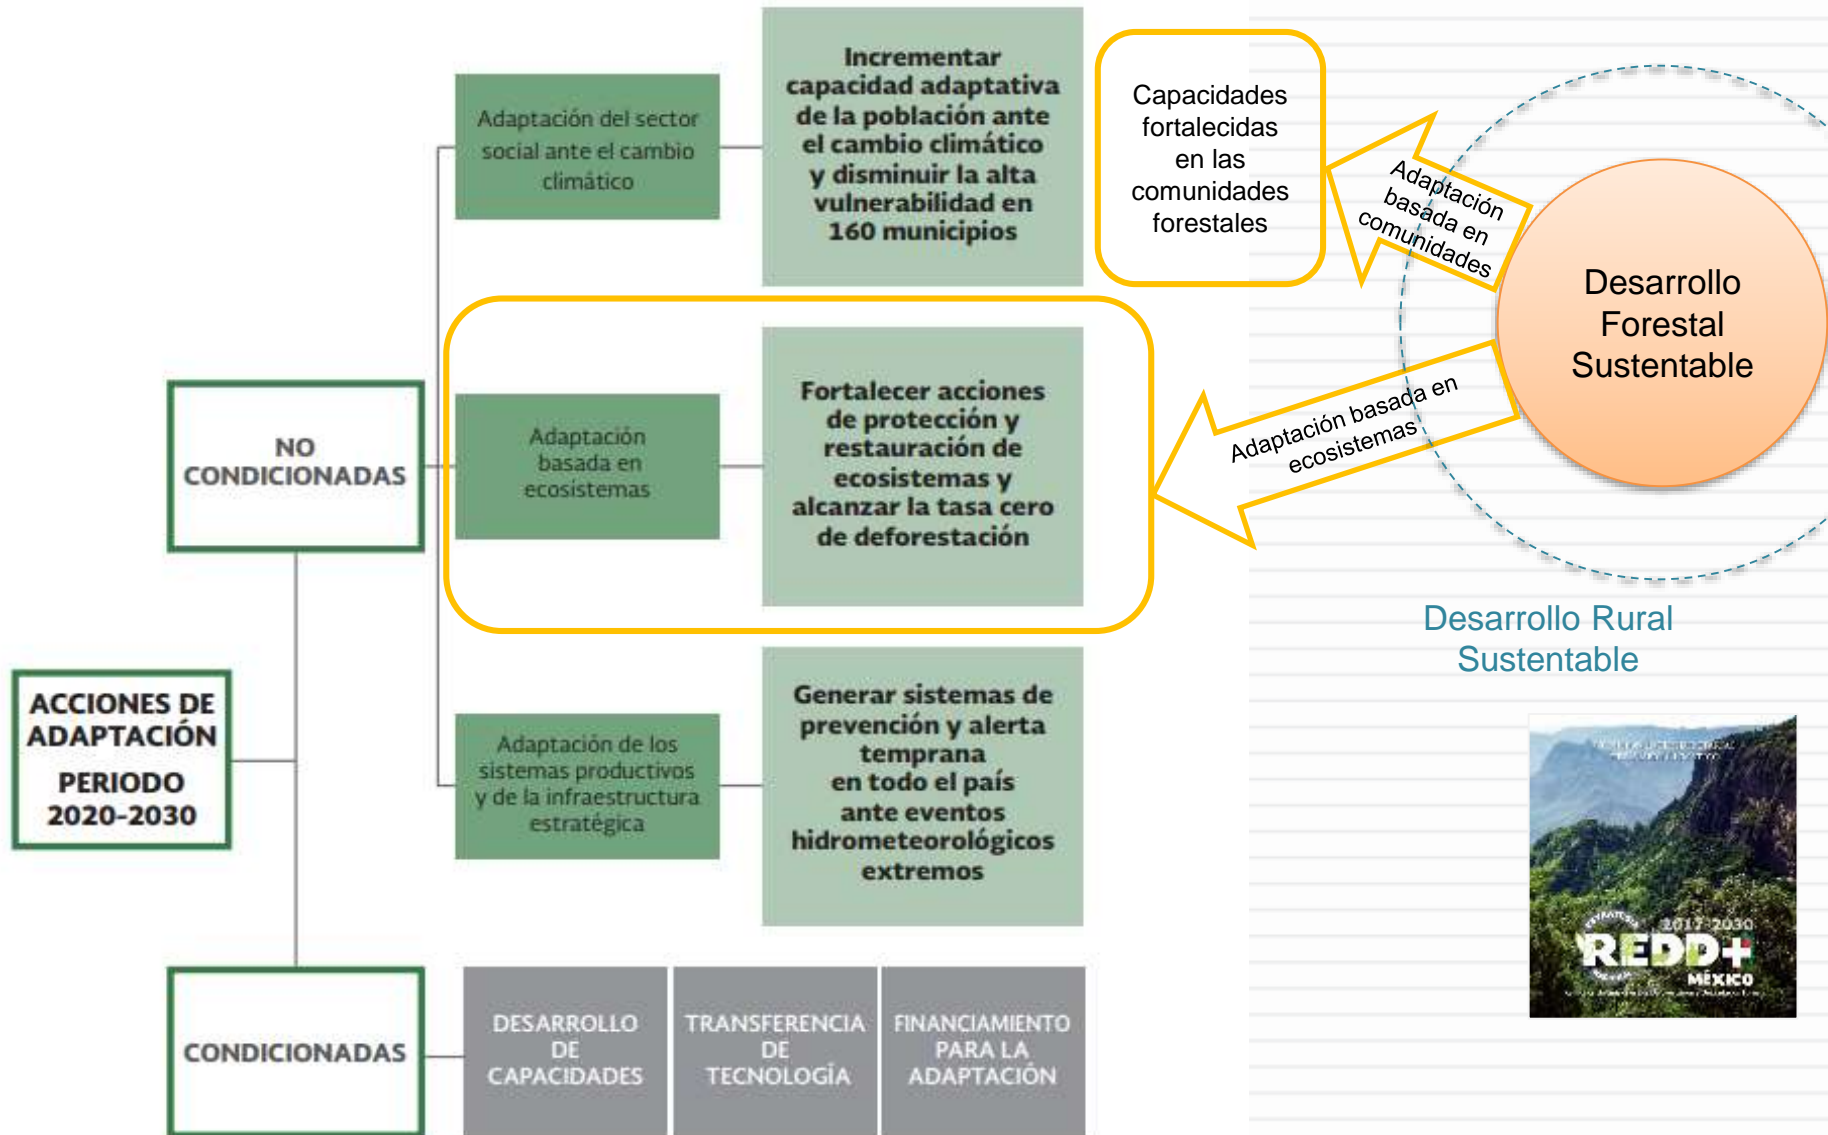 Incrementar
capacidad adaptativa
de la población ante
el cambio climático
y disminuir la alta
vulnerabilidad en
160 municipios
Adaptación del sector
social ante el cambio
climático
Capacidades
fortalecidas
en las
comunidades
forestales
Adaptación
basada en
comunidades
Desarrollo
Forestal
Sustentable
NO
CONDICIONADAS
Adaptación
basada en
ecosistemas
Fortalecer acciones
de protección y
restauración de
ecosistemas y
alcanzar la tasa cero
de deforestación
Adaptación basada en
ecosistemas
Desarrollo Rural
Sustentable
ACCIONES DE
ADAPTACIÓN
PERIODO
2020-2030
Adaptación de los
sistemas productivos
y de la infraestructura
estratégica
Generar sistemas de
prevención y alerta
temprana
en todo el país
ante eventos
hidrometeorológicos
extremos
ESTRATEGIA
2017-2030
REDD+
MÉXICO
CONDICIONADAS
DESARROLLO
DE
CAPACIDADES
TRANSFERENCIA
DE
TECNOLOGÍA
FINANCIAMIENTO
PARA LA
ADAPTACIÓN